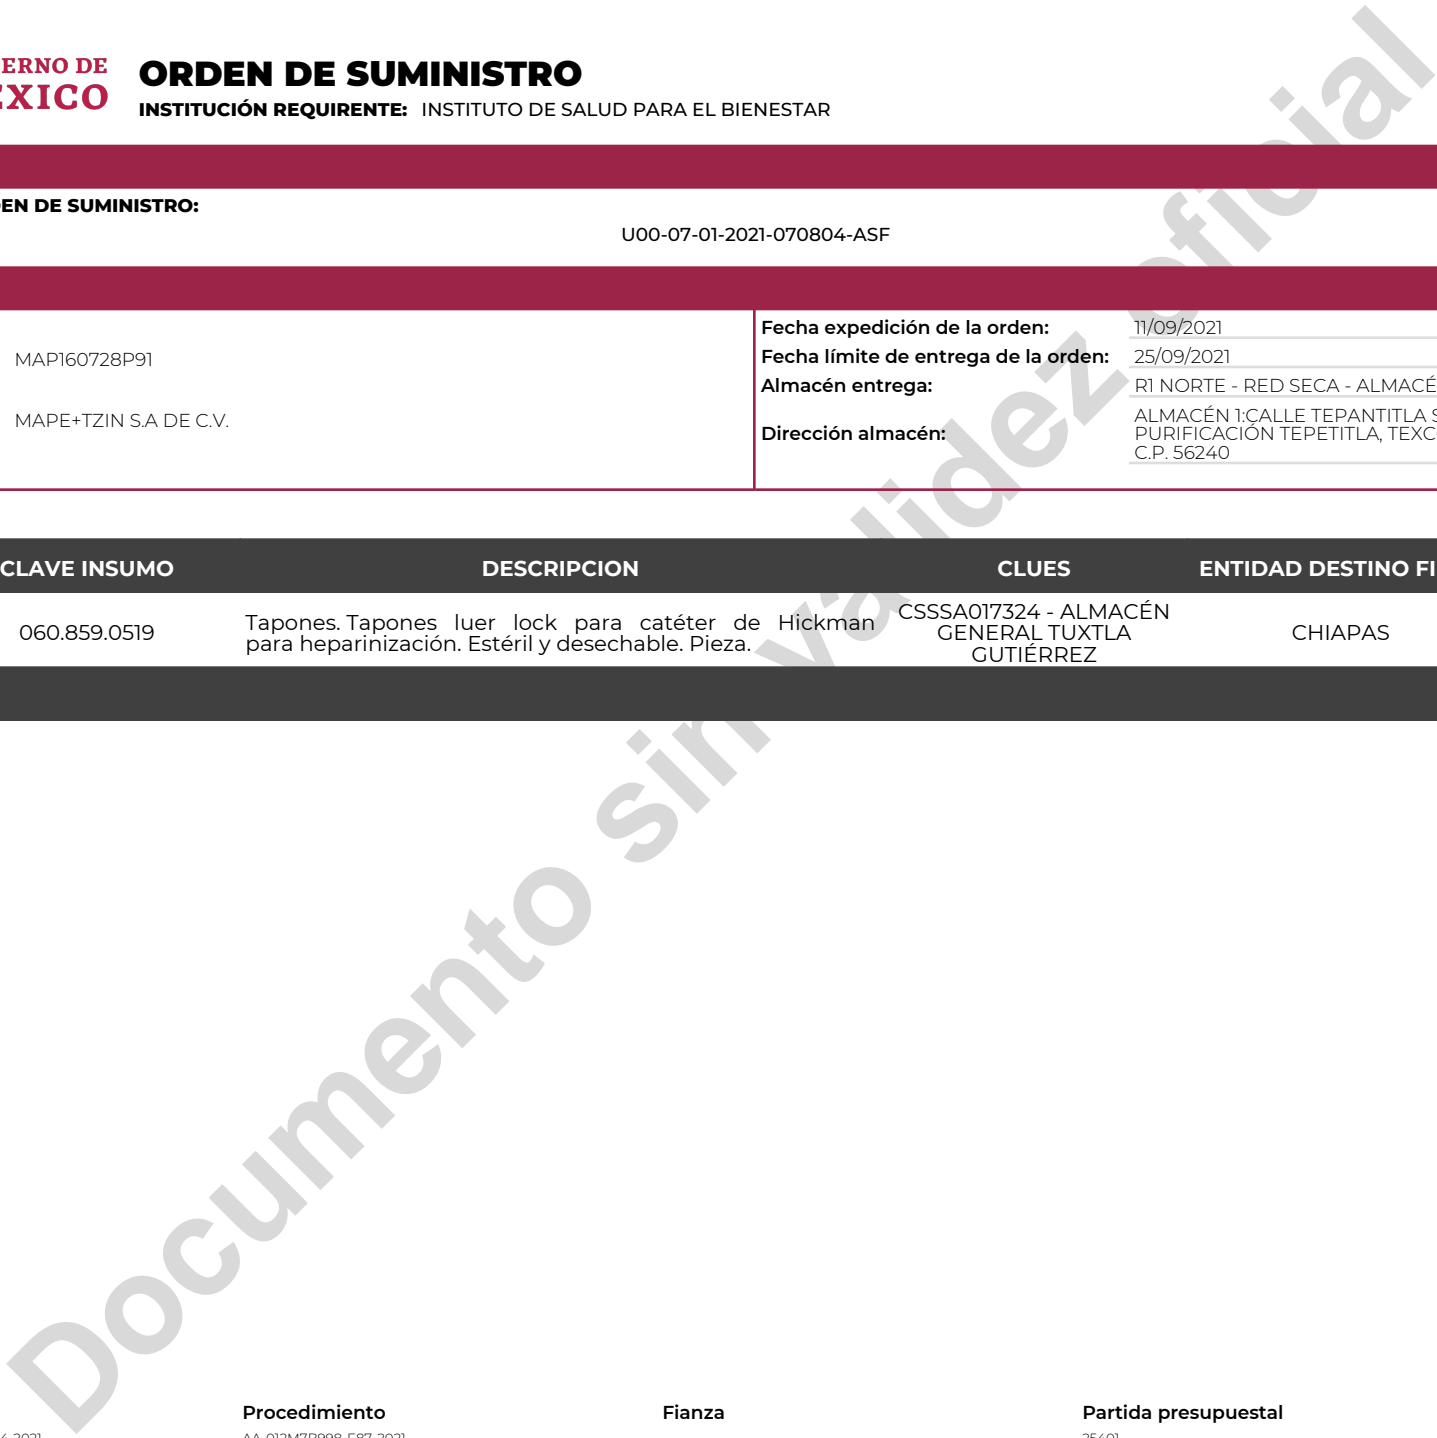 ERNO DE
EXICO
ORDEN DE SUMINISTRO
INSTITUCIÓN REQUIRENTE: INSTITUTO DE SALUD PARA EL BIENESTAR
EN DE SUMINISTRO:
U00-07-01-2021-070804-ASF
MAP160728P91
MAPE+TZIN S.A DE C.V.
Fecha expedición de la orden: 11/09/2021
Fecha límite de entrega de la orden: 25/09/2021
Almacén entrega: R1 NORTE - RED SECA - ALMACÉ
Dirección almacén: ALMACÉN 1:CALLE TEPANTITLA S
PURIFICACIÓN TEPETITLA, TEXC
C.P. 56240
CLAVE INSUMO DESCRIPCION CLUES ENTIDAD DESTINO FI
060.859.0519
Tapones. Tapones luer lock para catéter de Hickman
para heparinización. Estéril y desechable. Pieza.
CSSSA017324 - ALMACÉN
GENERAL TUXTLA
GUTIÉRREZ
CHIAPAS
Documento sin validez oficial
Procedimiento Fianza Partida presupuestal